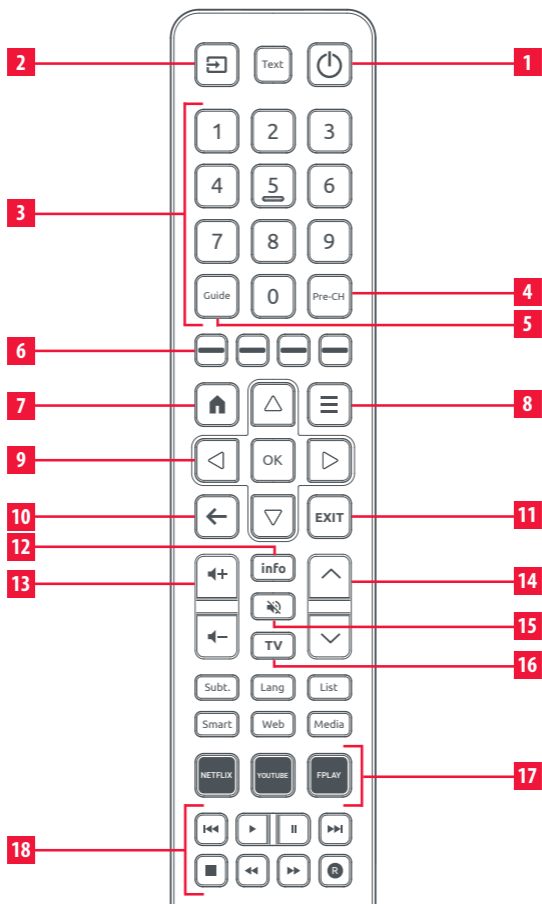 2 Text 1
1 2 3
4 5 6
3
7 8 9
Guide 0 Pre-CH 4
5
6
7 8
9 OK
10 EXIT 11
12 info
13 14
15
TV 16
Subt. Lang List
Smart Web Media
NETFLIX YOUTUBE FPLAY 17
18
R